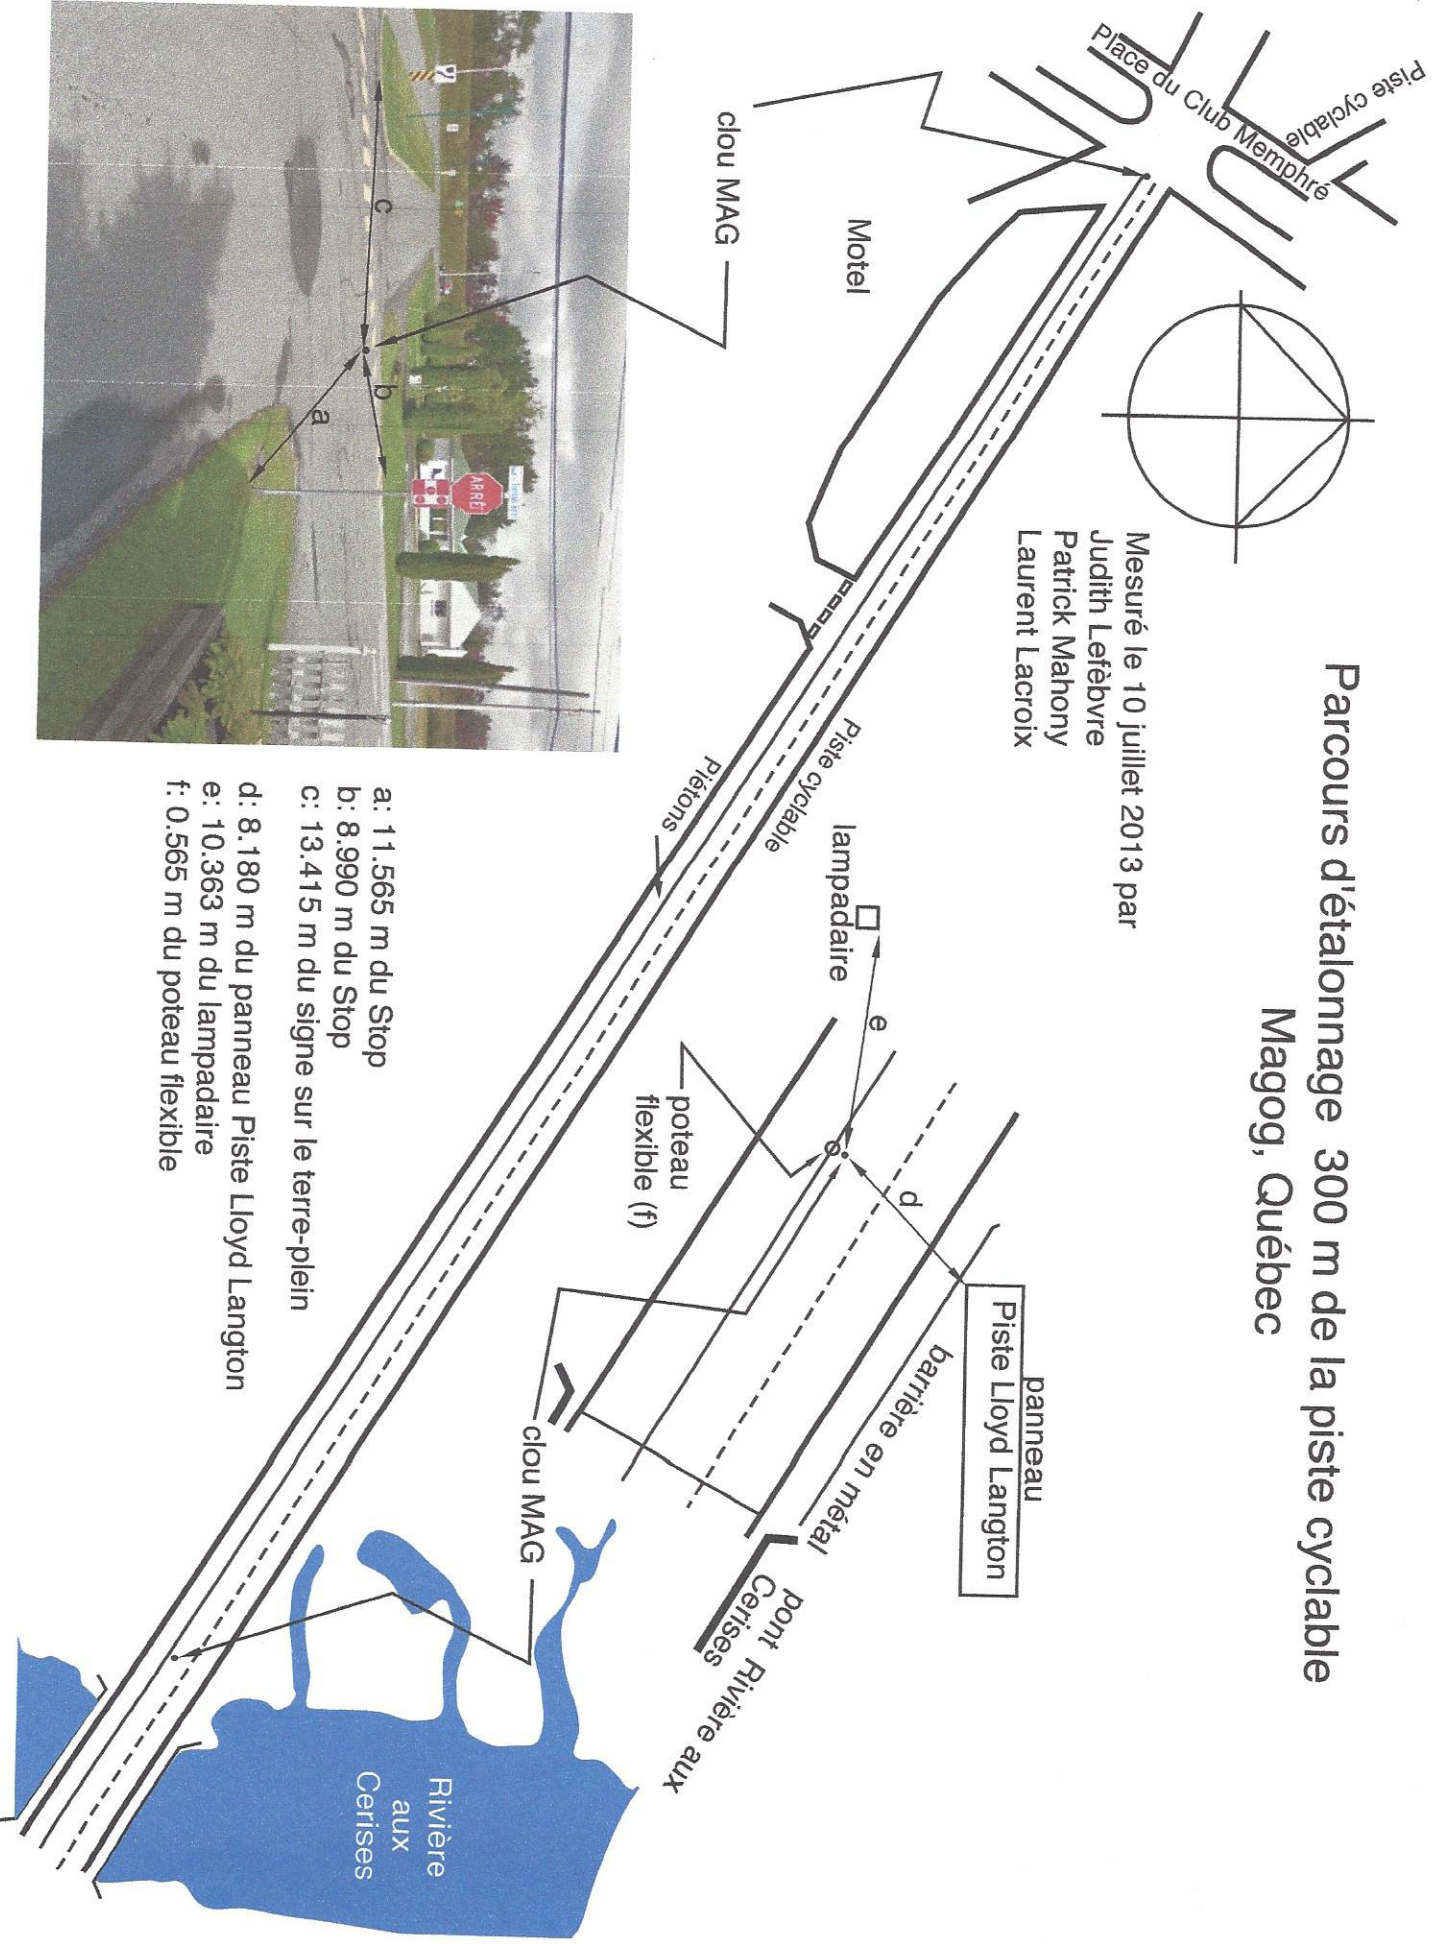 Parcours d'étalonnage 300 m de la piste cyclable
Magog, Québec
Mesuré le 10 juillet 2013 par
Judith Lefèbvre
Patrick Mahony
Laurent Lacroix
Piste cyclable
Place du Club Memphré
Motel
clou MAG
Piste cyclable
Piétons
lampadaire
e
d
poteau
flexible (f)
panneau
Piste Lloyd Langton
barrière en métal
pont Rivière aux
Cerises
clou MAG
Rivière
aux
Cerises
c
b
a
ARRÊT
a: 11.565 m du Stop
b: 8.990 m du Stop
c: 13.415 m du signe sur le terre-plein
d: 8.180 m du panneau Piste Lloyd Langton
e: 10.363 m du lampadaire
f: 0.565 m du poteau flexible